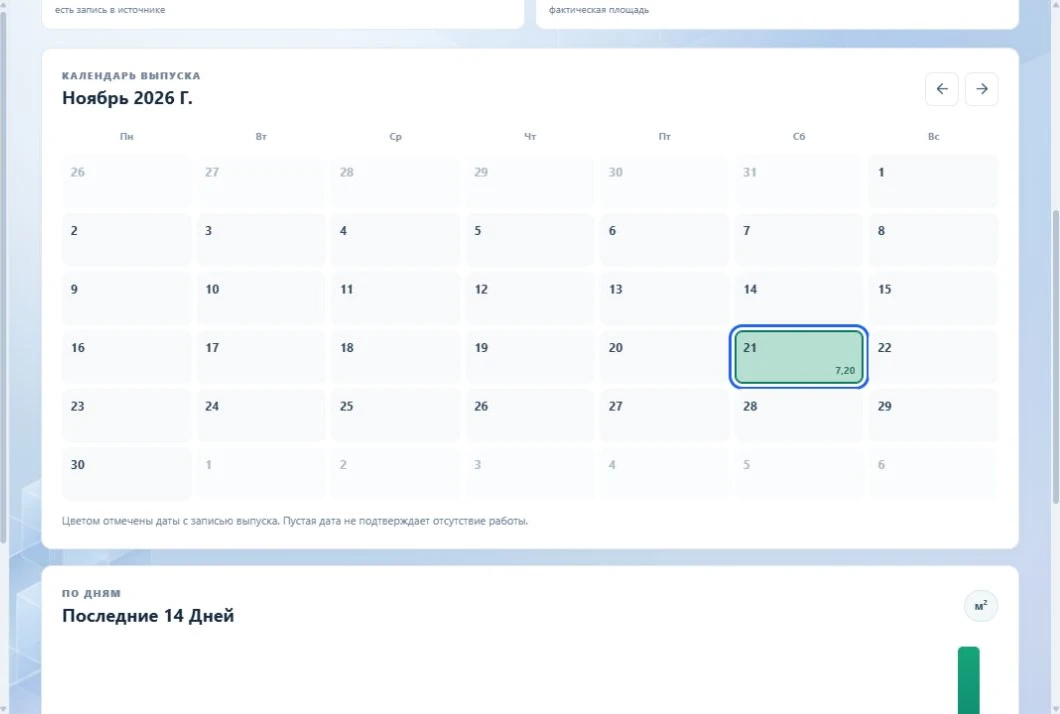 есть запись в источнике
фактическая площадь
КАЛЕНДАРЬ ВЫПУСКА
Ноябрь 2026 Г.
Пн Вт Ср Чт Пт Сб Вс
26 27 28 29 30 31 1
2 3 4 5 6 7 8
9 10 11 12 13 14 15
16 17 18 19 20 21 22
7,20
23 24 25 26 27 28 29
30 1 2 3 4 5 6
Цветом отмечены даты с записью выпуска. Пустая дата не подтверждает отсутствие работы.
ПО ДНЯМ
Последние 14 Дней
м²